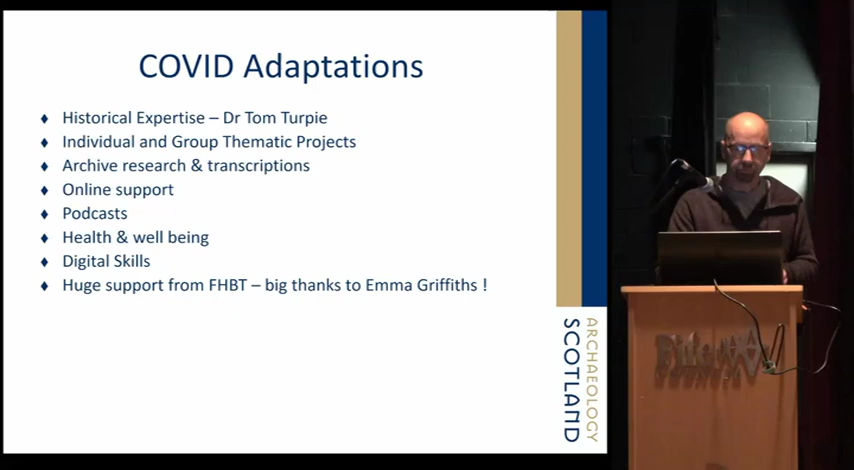 COVID Adaptations
♦ Historical Expertise – Dr Tom Turpie
♦ Individual and Group Thematic Projects
♦ Archive research & transcriptions
♦ Online support
♦ Podcasts
♦ Health & well being
♦ Digital Skills
♦ Huge support from FHBT – big thanks to Emma Griffiths !
ARCHAEOLOGY
SCOTLAND